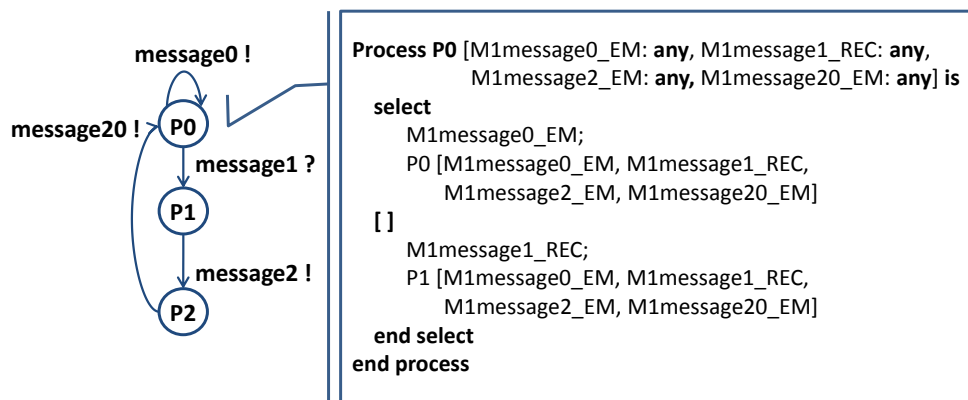 message0 !
P0
message20 !
message1 ?
P1
message2 !
P2
Process P0 [M1message0_EM: any, M1message1_REC: any,
M1message2_EM: any, M1message20_EM: any] is
select
M1message0_EM;
P0 [M1message0_EM, M1message1_REC,
M1message2_EM, M1message20_EM]
[ ]
M1message1_REC;
P1 [M1message0_EM, M1message1_REC,
M1message2_EM, M1message20_EM]
end select
end process